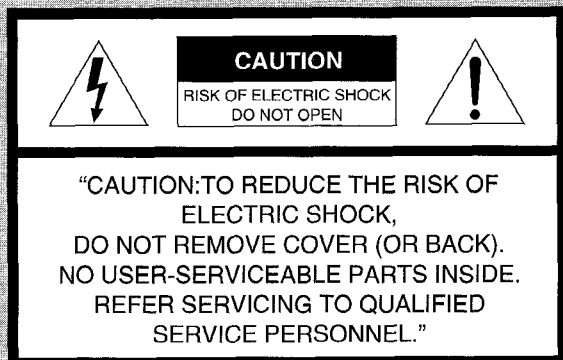 CAUTION
RISK OF ELECTRIC SHOCK
DO NOT OPEN
"CAUTION:TO REDUCE THE RISK OF
ELECTRIC SHOCK,
DO NOT REMOVE COVER (OR BACK).
NO USER-SERVICEABLE PARTS INSIDE.
REFER SERVICING TO QUALIFIED
SERVICE PERSONNEL."